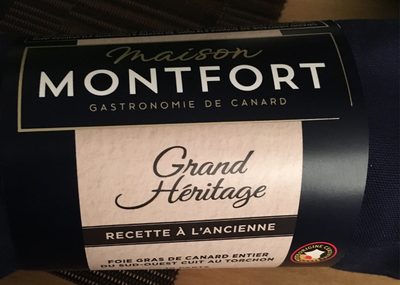 maison
MONTFORT
GASTRONOMIE DE CANARD
Grand
Héritage
RECETTE À L'ANCIENNE
FOIE GRAS DE CANARD ENTIER
DU SUD-OUEST CUIT AU TORCHON
ORIGINE